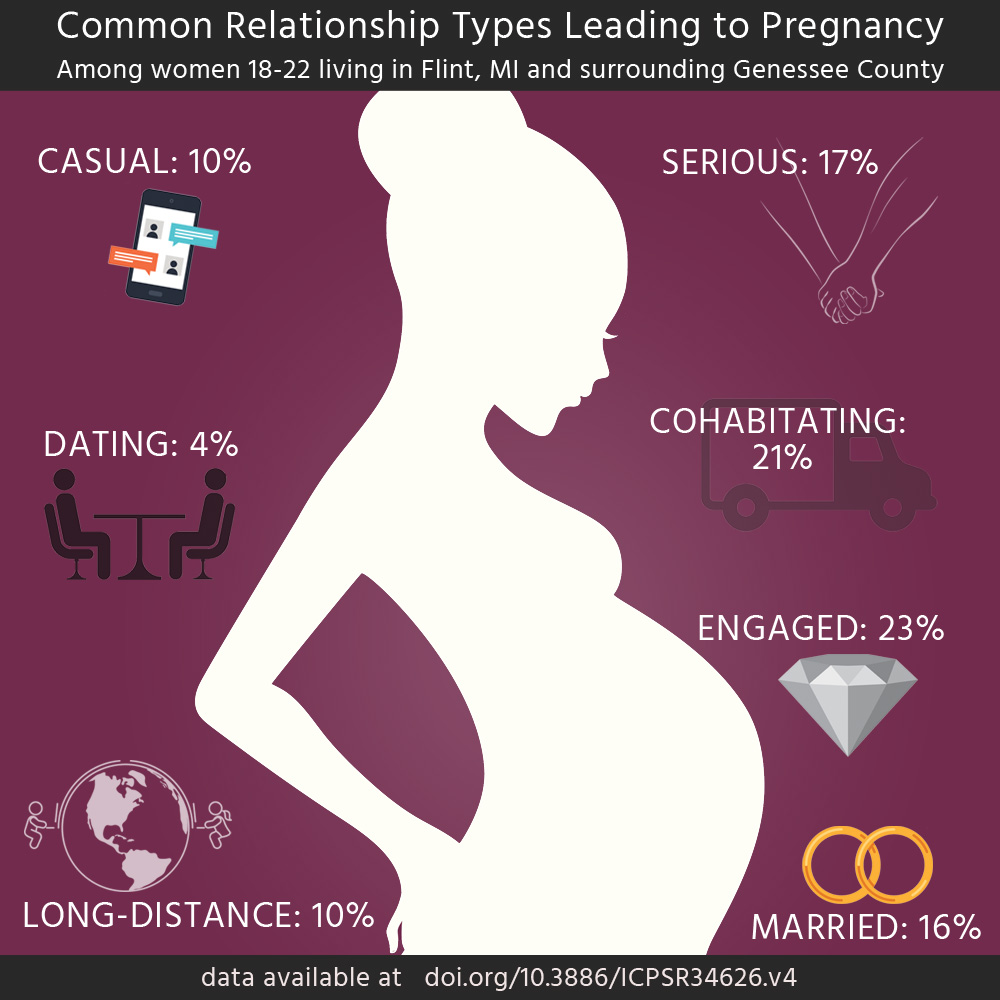 Common Relationship Types Leading to Pregnancy
Among women 18-22 living in Flint, MI and surrounding Genessee County
CASUAL: 10%
SERIOUS: 17%
DATING: 4%
COHABITATING:
21%
ENGAGED: 23%
LONG-DISTANCE: 10%
MARRIED: 16%
data available at doi.org/10.3886/ICPSR34626.v4